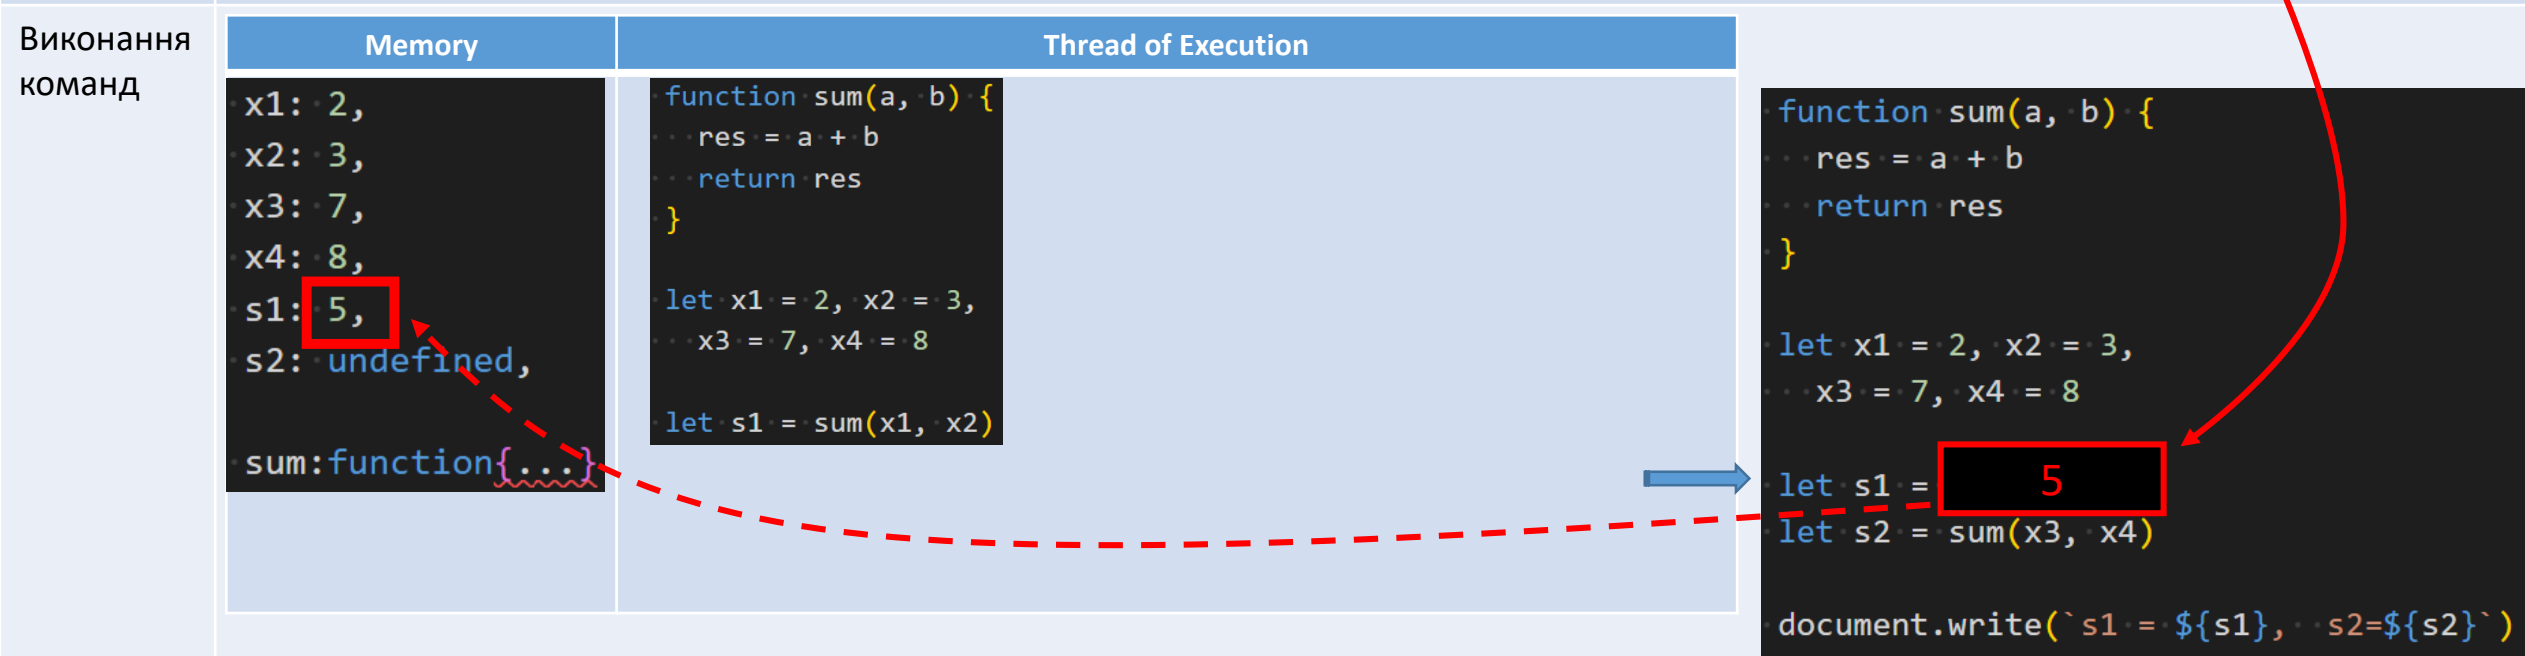 Виконання
команд
Memory
Thread of Execution
x1: 2,
x2: 3,
x3: 7,
x4: 8,
s1: 5,
s2: undefined,
sum:function{...}
function sum(a, b) {
res = a + b
return res
}
let x1 = 2, x2 = 3,
x3 = 7, x4 = 8
let s1 = sum(x1, x2)
function sum(a, b) {
res = a + b
return res
}
let x1 = 2, x2 = 3,
x3 = 7, x4 = 8
let s1 = 5
let s2 = sum(x3, x4)
document.write(`s1 = ${s1},  s2=${s2}`)